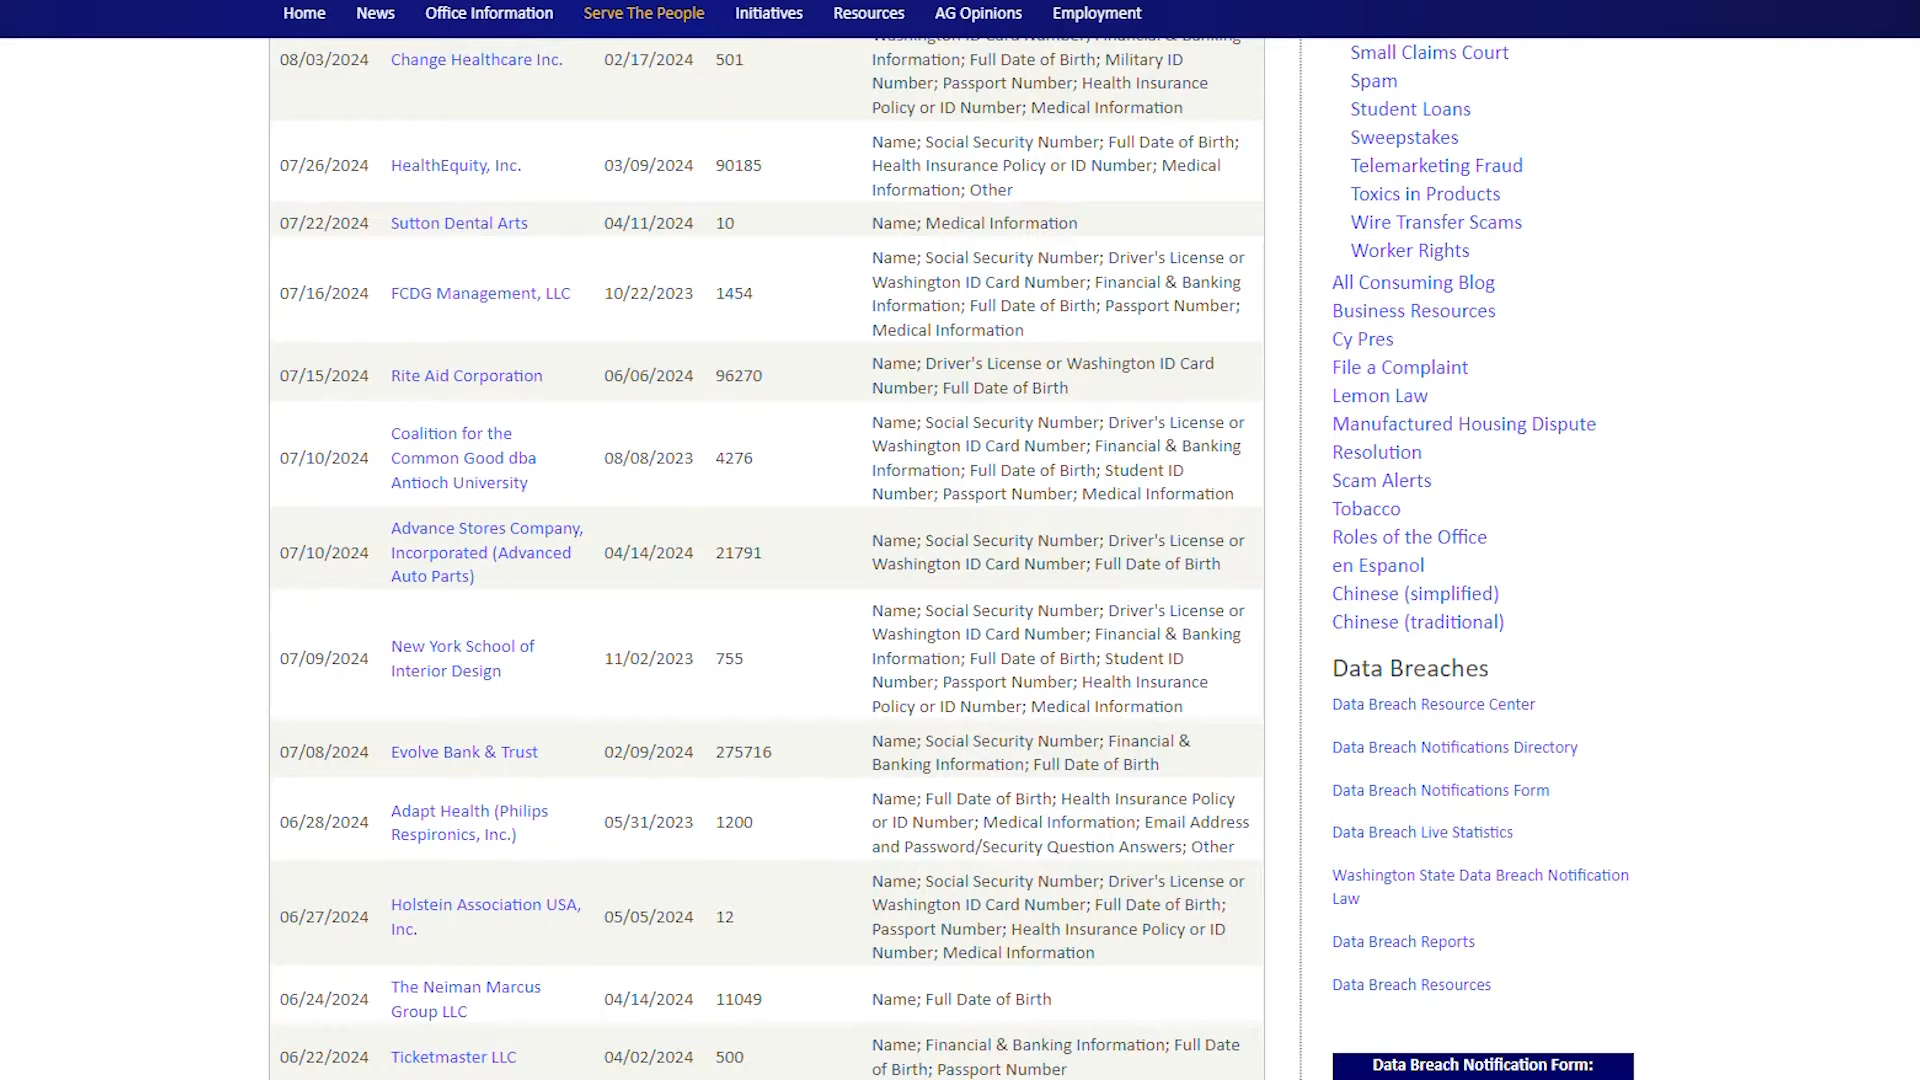 Home News Office Information Serve The People Initiatives Resources AG Opinions Employment
08/03/2024 Change Healthcare Inc. 02/17/2024 501
Washington ID Card Number; Financial & Banking
Information; Full Date of Birth; Military ID
Number; Passport Number; Health Insurance
Policy or ID Number; Medical Information
07/26/2024 HealthEquity, Inc. 03/09/2024 90185
Name; Social Security Number; Full Date of Birth;
Health Insurance Policy or ID Number; Medical
Information; Other
07/22/2024 Sutton Dental Arts 04/11/2024 10 Name; Medical Information
07/16/2024 FCDG Management, LLC 10/22/2023 1454
Name; Social Security Number; Driver's License or
Washington ID Card Number; Financial & Banking
Information; Full Date of Birth; Passport Number;
Medical Information
07/15/2024 Rite Aid Corporation 06/06/2024 96270
Name; Driver's License or Washington ID Card
Number; Full Date of Birth
07/10/2024
Coalition for the
Common Good dba
Antioch University
08/08/2023 4276
Name; Social Security Number; Driver's License or
Washington ID Card Number; Financial & Banking
Information; Full Date of Birth; Student ID
Number; Passport Number; Medical Information
07/10/2024
Advance Stores Company,
Incorporated (Advanced
Auto Parts)
04/14/2024 21791
Name; Social Security Number; Driver's License or
Washington ID Card Number; Full Date of Birth
07/09/2024
New York School of
Interior Design
11/02/2023 755
Name; Social Security Number; Driver's License or
Washington ID Card Number; Financial & Banking
Information; Full Date of Birth; Student ID
Number; Passport Number; Health Insurance
Policy or ID Number; Medical Information
07/08/2024 Evolve Bank & Trust 02/09/2024 275716
Name; Social Security Number; Financial &
Banking Information; Full Date of Birth
06/28/2024
Adapt Health (Philips
Respironics, Inc.)
05/31/2023 1200
Name; Full Date of Birth; Health Insurance Policy
or ID Number; Medical Information; Email Address
and Password/Security Question Answers; Other
06/27/2024
Holstein Association USA,
Inc.
05/05/2024 12
Name; Social Security Number; Driver's License or
Washington ID Card Number; Full Date of Birth;
Passport Number; Health Insurance Policy or ID
Number; Medical Information
06/24/2024
The Neiman Marcus
Group LLC
04/14/2024 11049 Name; Full Date of Birth
06/22/2024 Ticketmaster LLC 04/02/2024 500
Name; Financial & Banking Information; Full Date
of Birth; Passport Number
Small Claims Court
Spam
Student Loans
Sweepstakes
Telemarketing Fraud
Toxics in Products
Wire Transfer Scams
Worker Rights
All Consuming Blog
Business Resources
Cy Pres
File a Complaint
Lemon Law
Manufactured Housing Dispute
Resolution
Scam Alerts
Tobacco
Roles of the Office
en Espanol
Chinese (simplified)
Chinese (traditional)
Data Breaches
Data Breach Resource Center
Data Breach Notifications Directory
Data Breach Notifications Form
Data Breach Live Statistics
Washington State Data Breach Notification
Law
Data Breach Reports
Data Breach Resources
Data Breach Notification Form: